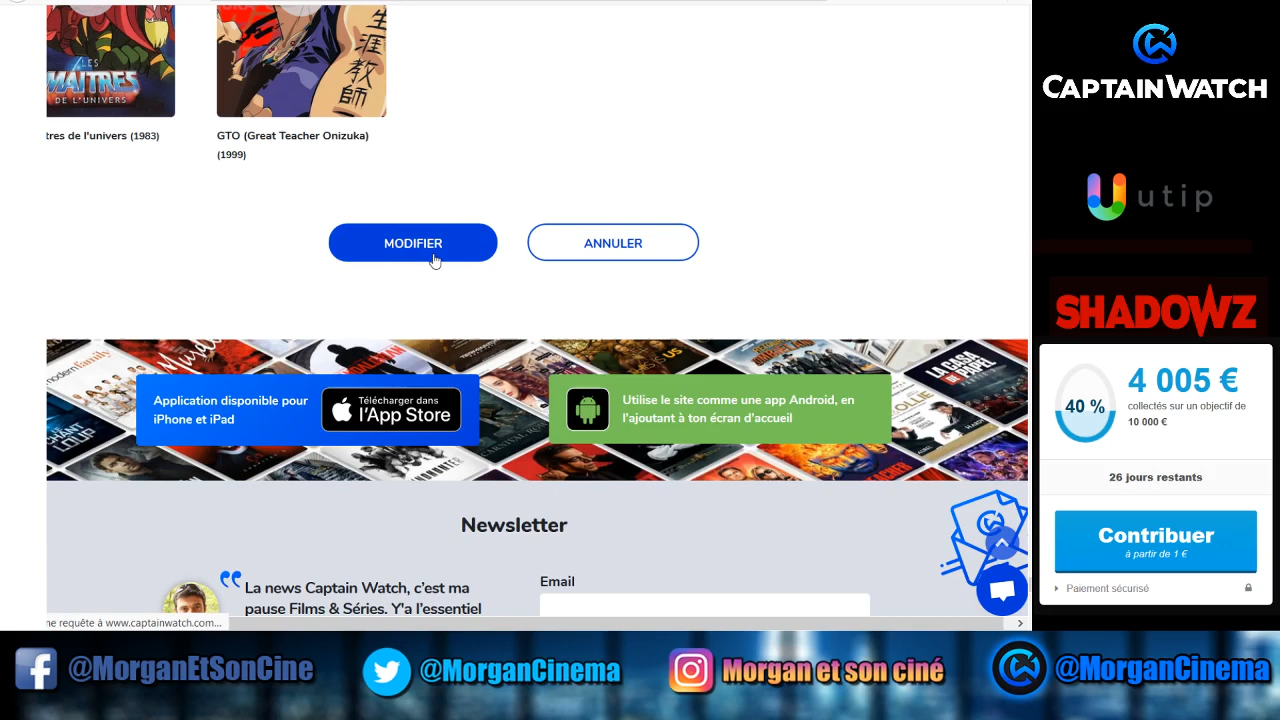 LES
MAITRES
DE L'UNIVERS
生
涯
教
師
tres de l'univers (1983)
GTO (Great Teacher Onizuka)
(1999)
MODIFIER
ANNULER
modern family
LA CASA
DE PAPEL
Application disponible pour
iPhone et iPad
Télécharger dans
l'App Store
Utilise le site comme une app Android, en
l'ajoutant à ton écran d'accueil
Newsletter
La news Captain Watch, c'est ma
pause Films & Séries. Y'a l'essentiel
Email
ne requête à www.captainwatch.com...
CAPTAINWATCH
utip
SHADOWZ
40 %
4 005 €
collectés sur un objectif de
10 000 €
26 jours restants
Contribuer
à partir de 1 €
Paiement sécurisé
@MorganEtSonCine
@MorganCinema
Morgan et son ciné
@MorganCinema